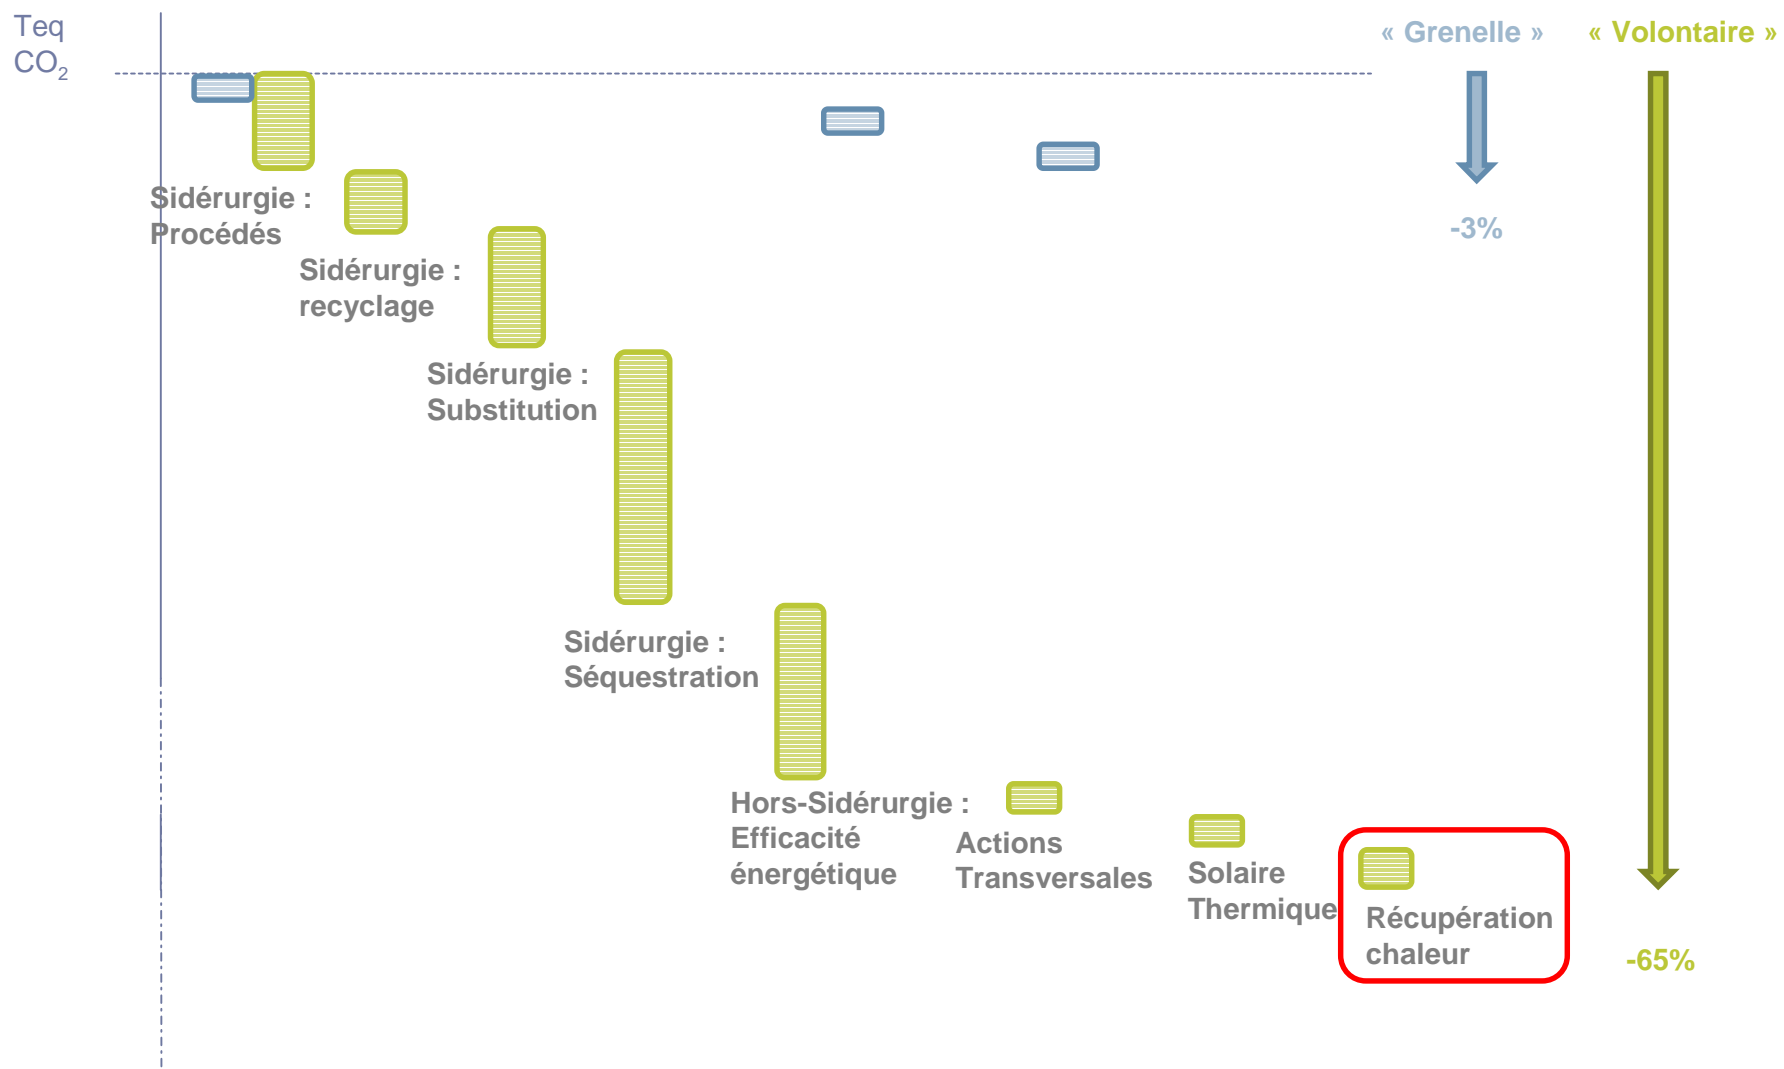 Teq
CO₂
« Grenelle »
« Volontaire »
Sidérurgie :
Procédés
-3%
Sidérurgie :
recyclage
Sidérurgie :
Substitution
Sidérurgie :
Séquestration
Hors-Sidérurgie :
Efficacité
énergétique
Actions
Transversales
Solaire
Thermique
Récupération
chaleur
-65%